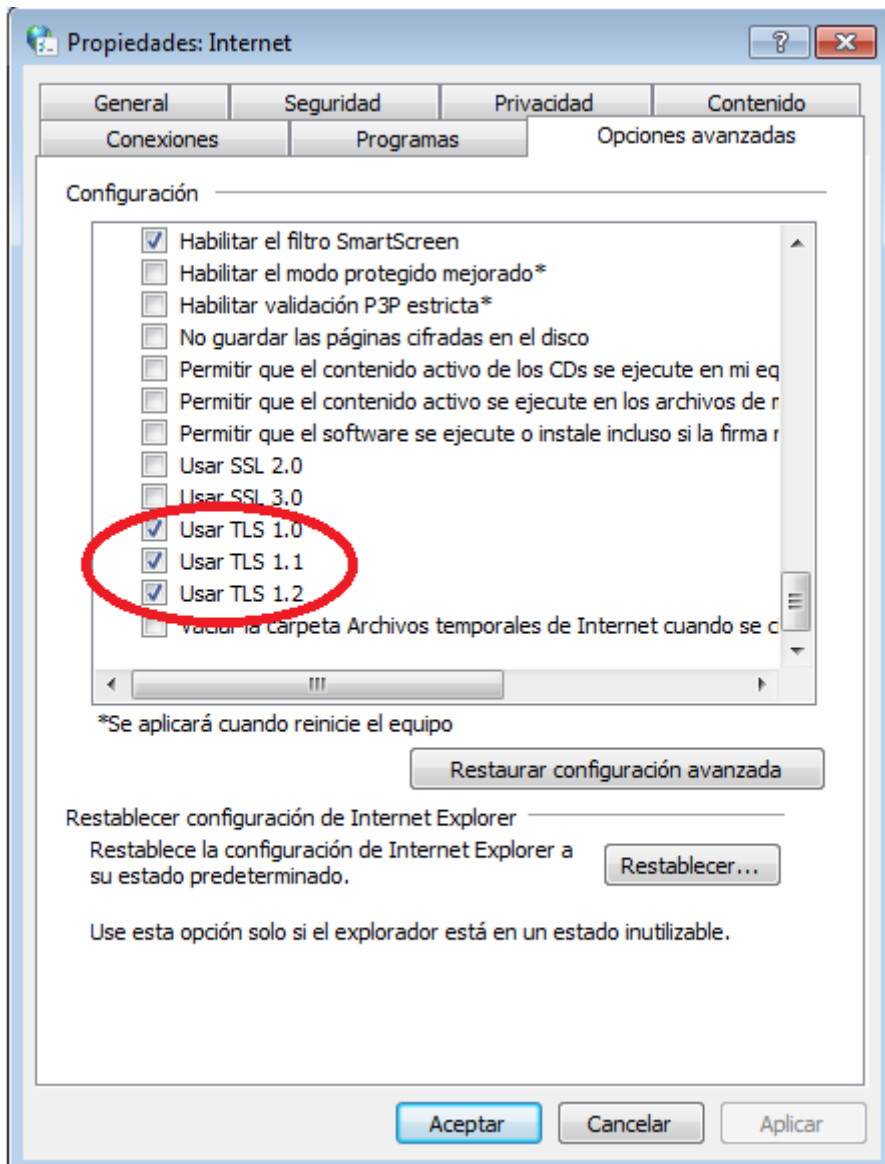 Propiedades: Internet
General Seguridad Privacidad Contenido
Conexiones Programas Opciones avanzadas
Configuración
Habilitar el filtro SmartScreen
Habilitar el modo protegido mejorado*
Habilitar validación P3P estricta*
No guardar las páginas cifradas en el disco
Permitir que el contenido activo de los CDs se ejecute en mi eq
Permitir que el contenido activo se ejecute en los archivos de
Permitir que el software se ejecute o instale incluso si la firma
Usar SSL 2.0
Usar SSL 3.0
Usar TLS 1.0
Usar TLS 1.1
Usar TLS 1.2
Vaciar la carpeta Archivos temporales de Internet cuando se c
*Se aplicará cuando reinicie el equipo
Restaurar configuración avanzada
Restablecer configuración de Internet Explorer
Restablece la configuración de Internet Explorer a
su estado predeterminado.
Restablecer...
Use esta opción solo si el explorador está en un estado inutilizable.
Aceptar Cancelar Aplicar